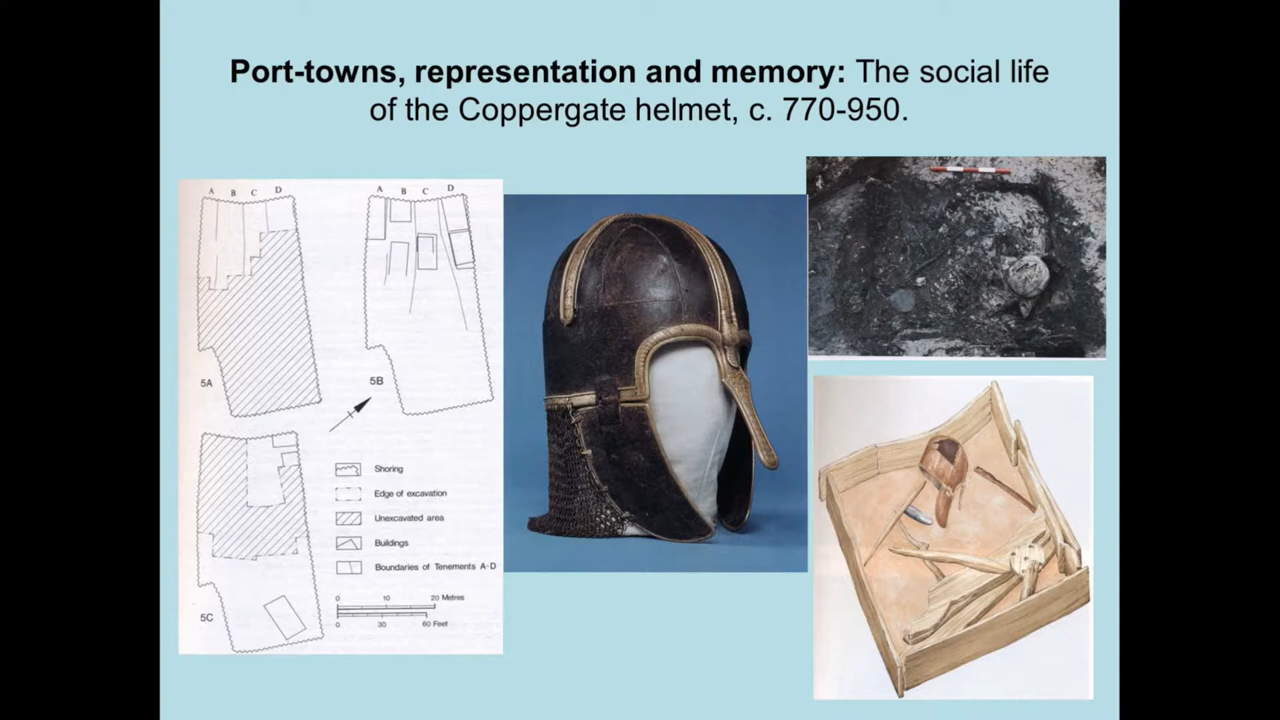 Port-towns, representation and memory: The social life
of the Coppergate helmet, c. 770-950.
A B C D
A B C D
5A
5B
Shoring
Edge of excavation
Unexcavated area
Buildings
Boundaries of Tenements A-D
5C
0 10 20 Metres
0 30 60 Feet